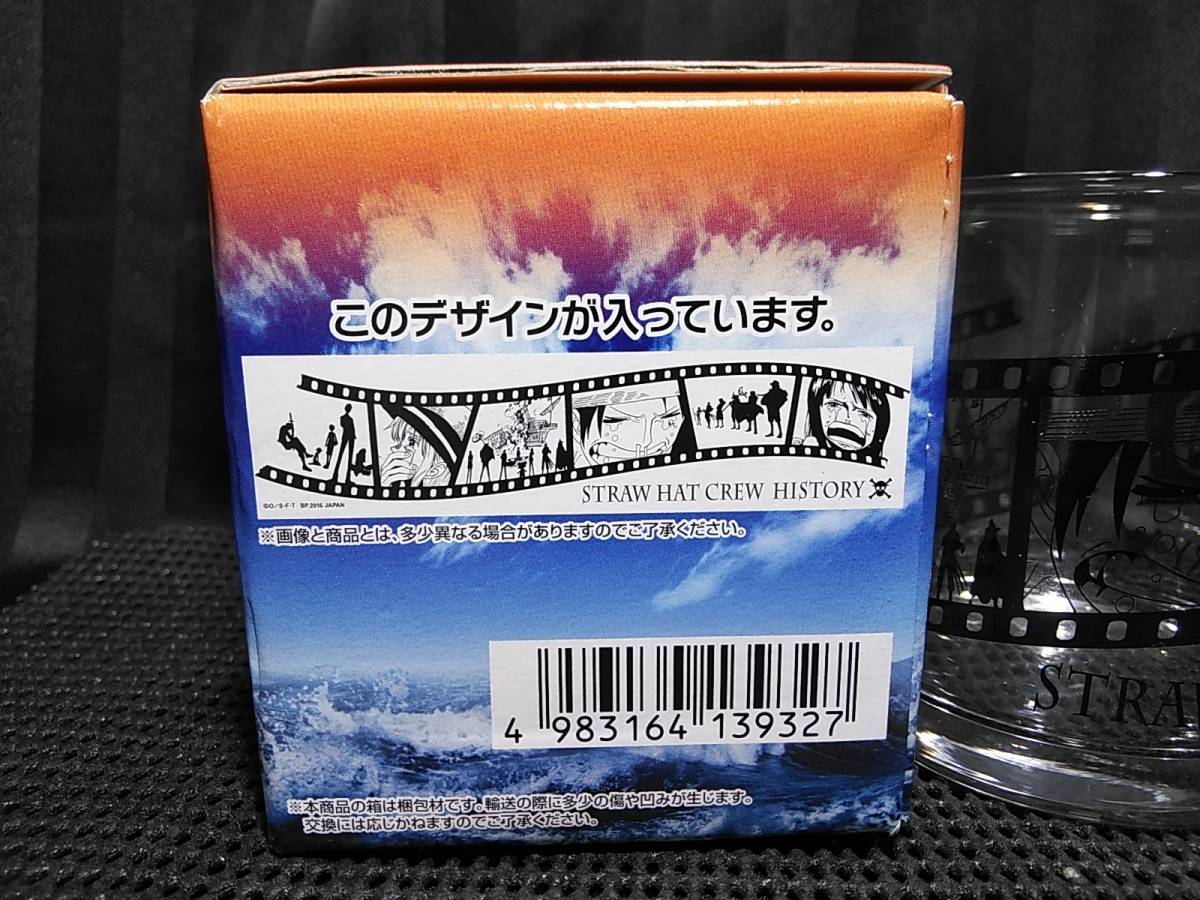 このデザインが入っています。
STRAW HAT CREW HISTORY
©O/S・F・T BP.2016 JAPAN
※画像と商品とは、多少異なる場合がありますのでご了承ください。
4 983164 139327
※本商品の箱は梱包材です。輸送の際に多少の傷や凹みが生じます。
交換には応じかねますのでご了承ください。
STRA